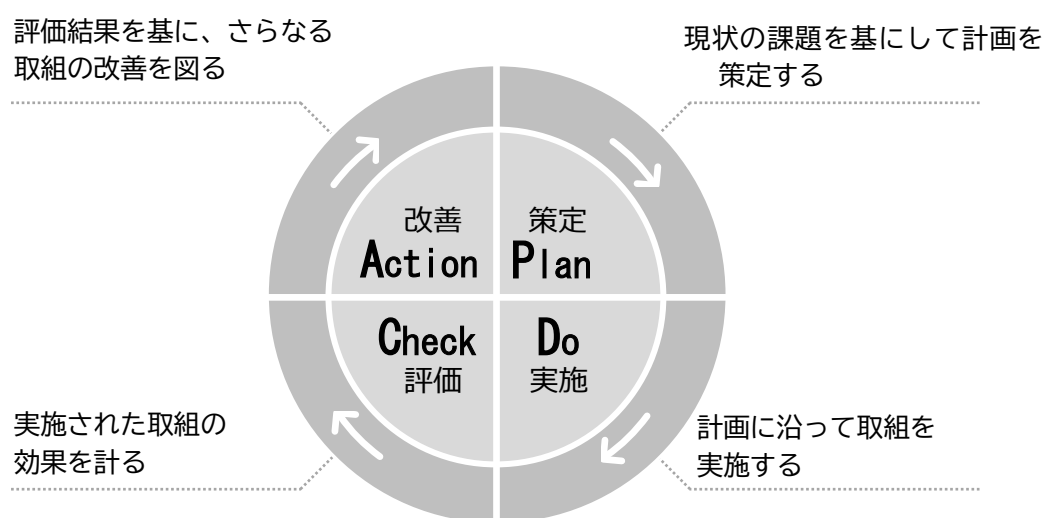 評価結果を基に、さらなる
取組の改善を図る
現状の課題を基にして計画を
策定する
改善
Action
策定
Plan
Check
評価
Do
実施
実施された取組の
効果を計る
計画に沿って取組を
実施する